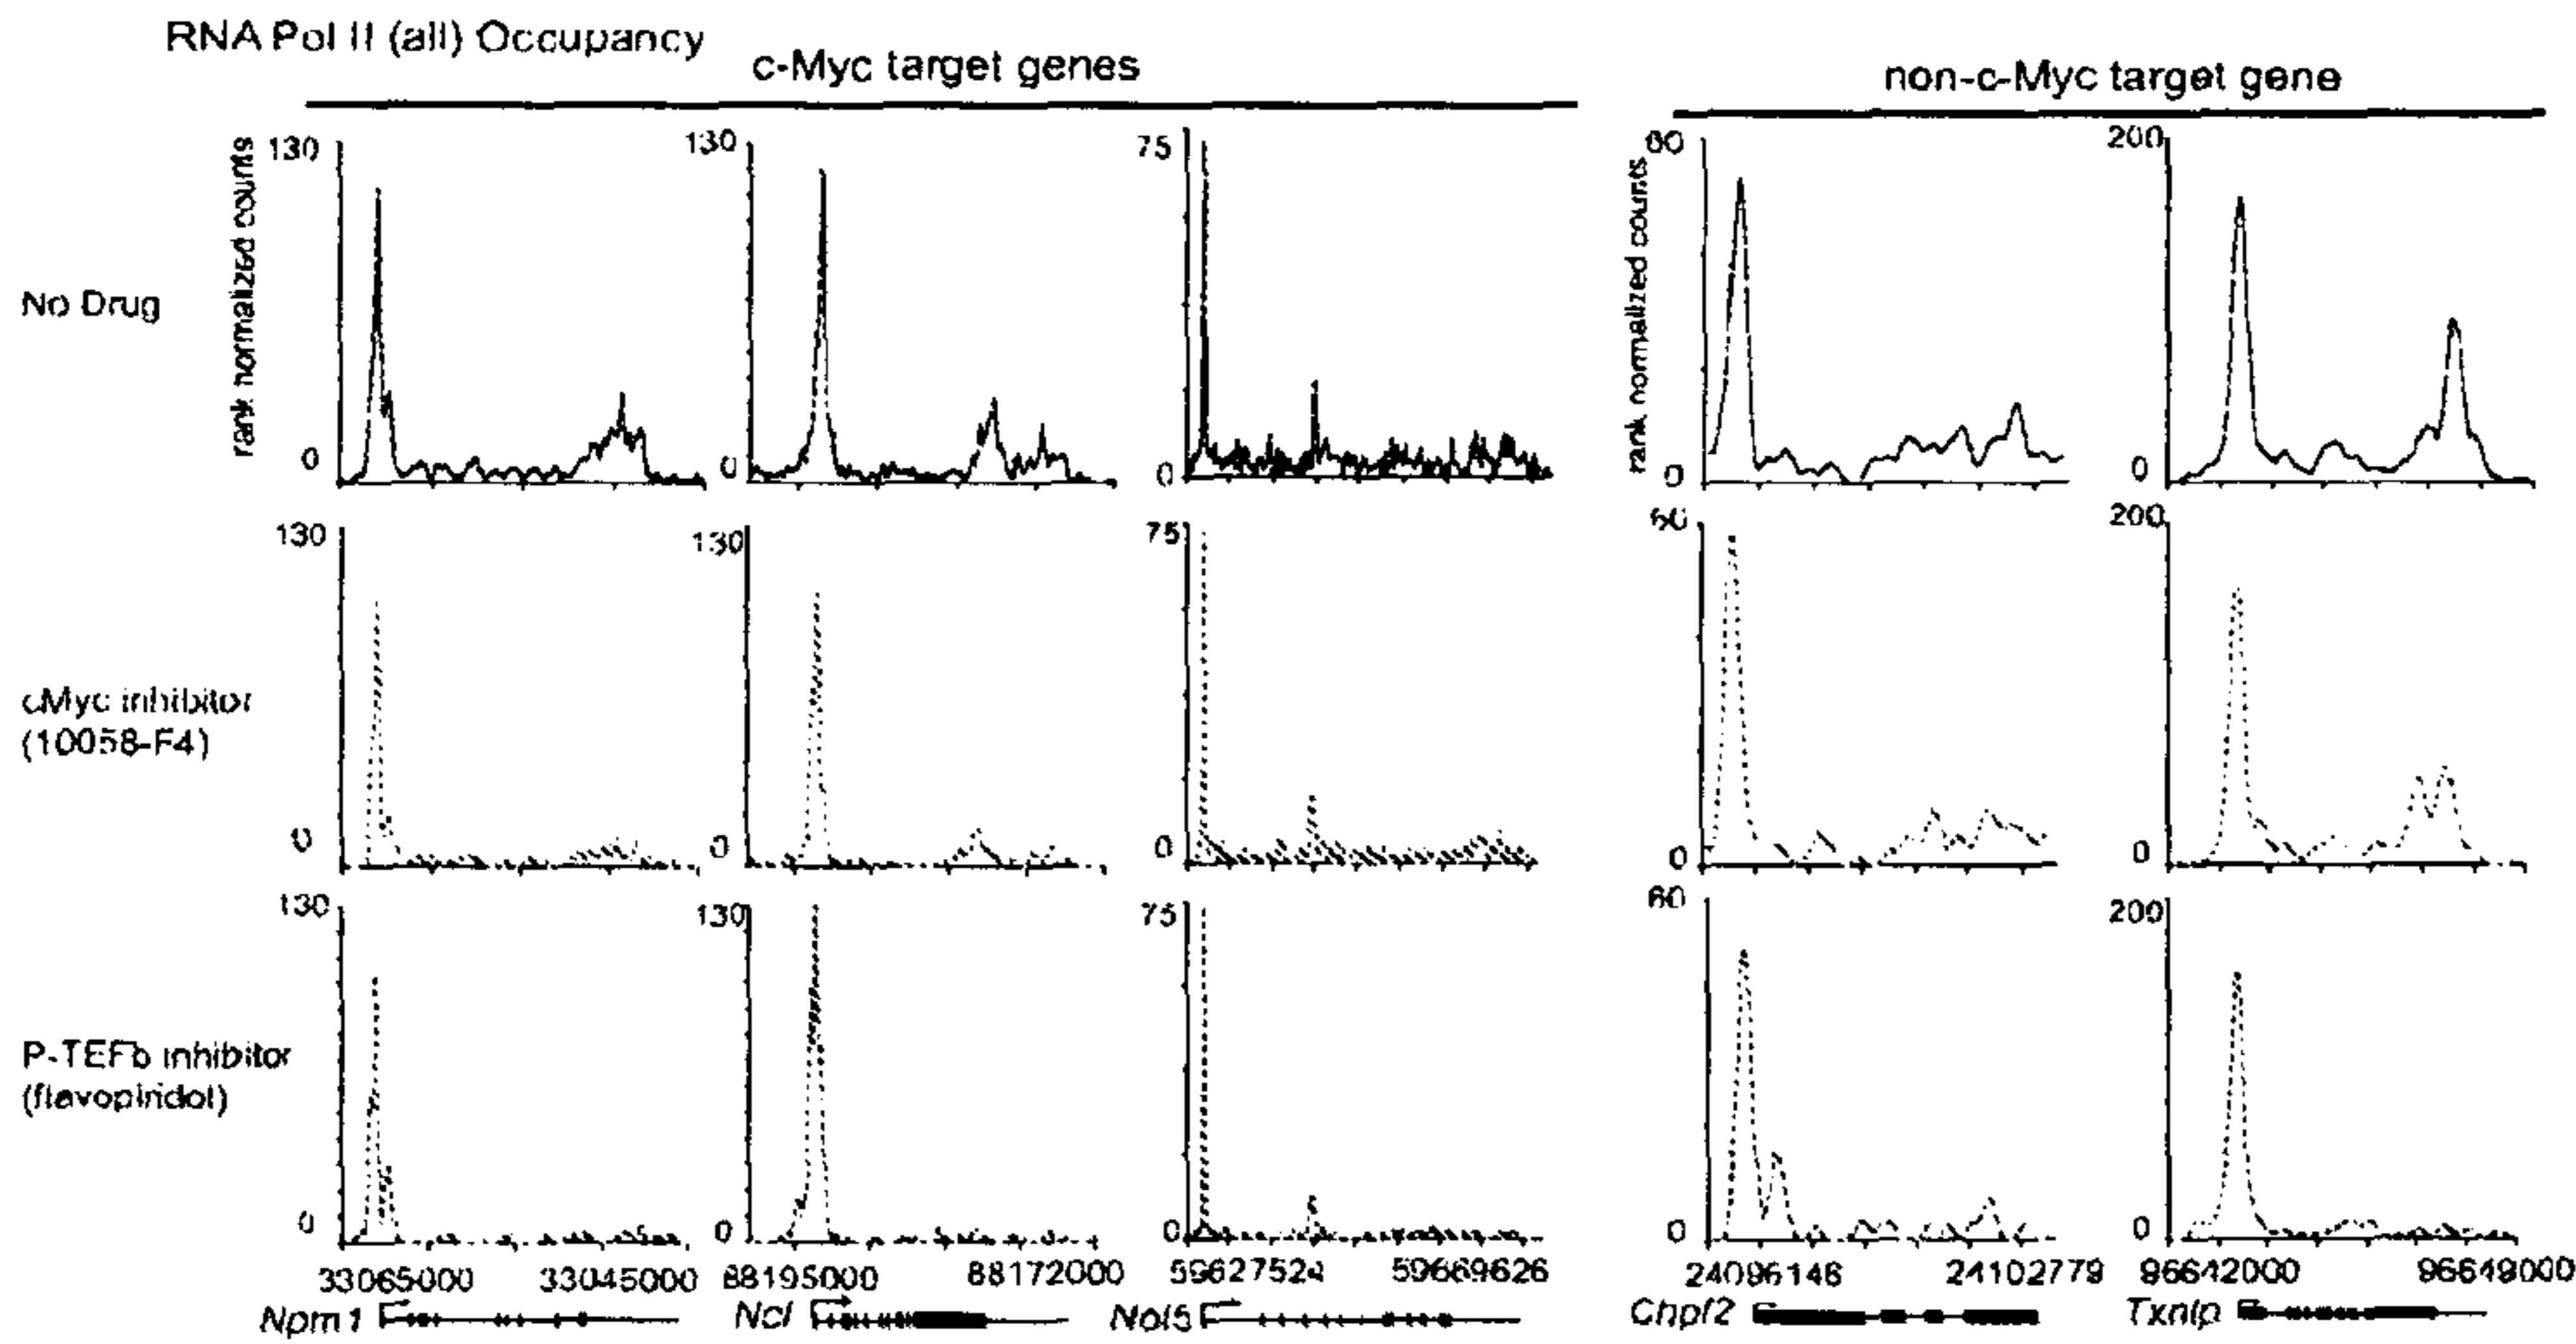 RNA Pol II (all) Occupancy
c-Myc target genes
non-c-Myc target gene
rank normalized counts
130
0
130
0
75
0
rank normalized counts
60
0
200
0
No Drug
130
0
130
0
75
0
60
0
200
0
cMyc inhibitor
(10058-F4)
130
0
130
0
75
0
60
0
200
0
P-TEFb inhibitor
(flavopiridol)
33065000 33045000 88195000 88172000 59627524 59669626 24102779 96642000 96649000
Npm1 Ncl Nol5 Chpf2 Txnip